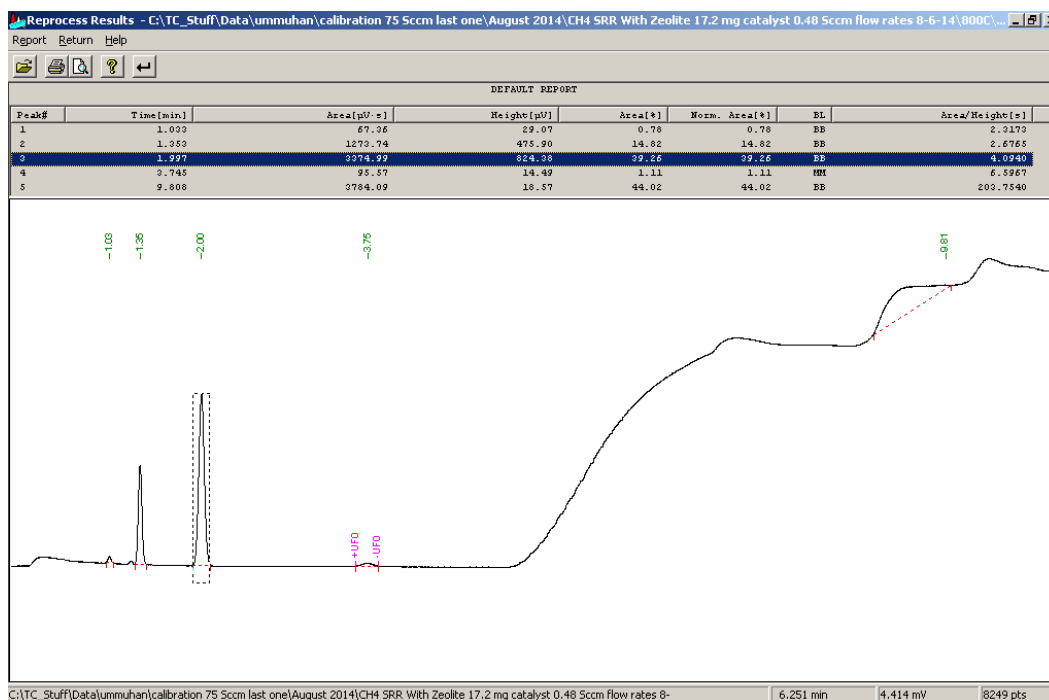 Reprocess Results - C:\TC_Stuff\Data\ummuhan\calibration 75 Sccm last one\August 2014\CH4 SRR With Zeolite 17.2 mg catalyst 0.48 Sccm flow rates 8-6-14\800C\...
Report Return Help
DEFAULT REPORT
Peak# Time[min] Area[µV·s] Height[µV] Area[%] Norm. Area[%] BL Area/Height[s]
1 1.033 67.36 29.07 0.78 0.78 BB 2.3173
2 1.353 1273.74 475.90 14.82 14.82 BB 2.6765
3 1.997 3374.99 824.38 39.26 39.26 BB 4.0940
4 3.745 95.57 14.49 1.11 1.11 MM 6.5967
5 9.808 3784.09 18.57 44.02 44.02 BB 203.7540
-1.03 -1.35 -2.00 -3.75 -9.81
+UFO -UFO
C:\TC_Stuff\Data\ummuhan\calibration 75 Sccm last one\August 2014\CH4 SRR With Zeolite 17.2 mg catalyst 0.48 Sccm flow rates 8- 6.251 min 4.414 mV 8249 pts